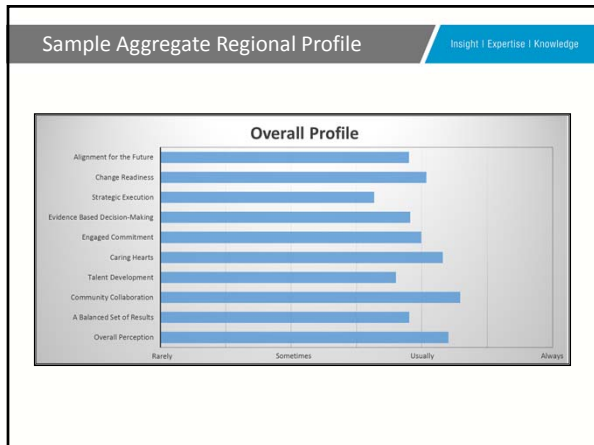 Sample Aggregate Regional Profile
Insight | Expertise | Knowledge
Overall Profile
Alignment for the Future
Change Readiness
Strategic Execution
Evidence Based Decision-Making
Engaged Commitment
Caring Hearts
Talent Development
Community Collaboration
A Balanced Set of Results
Overall Perception
Rarely Sometimes Usually Always